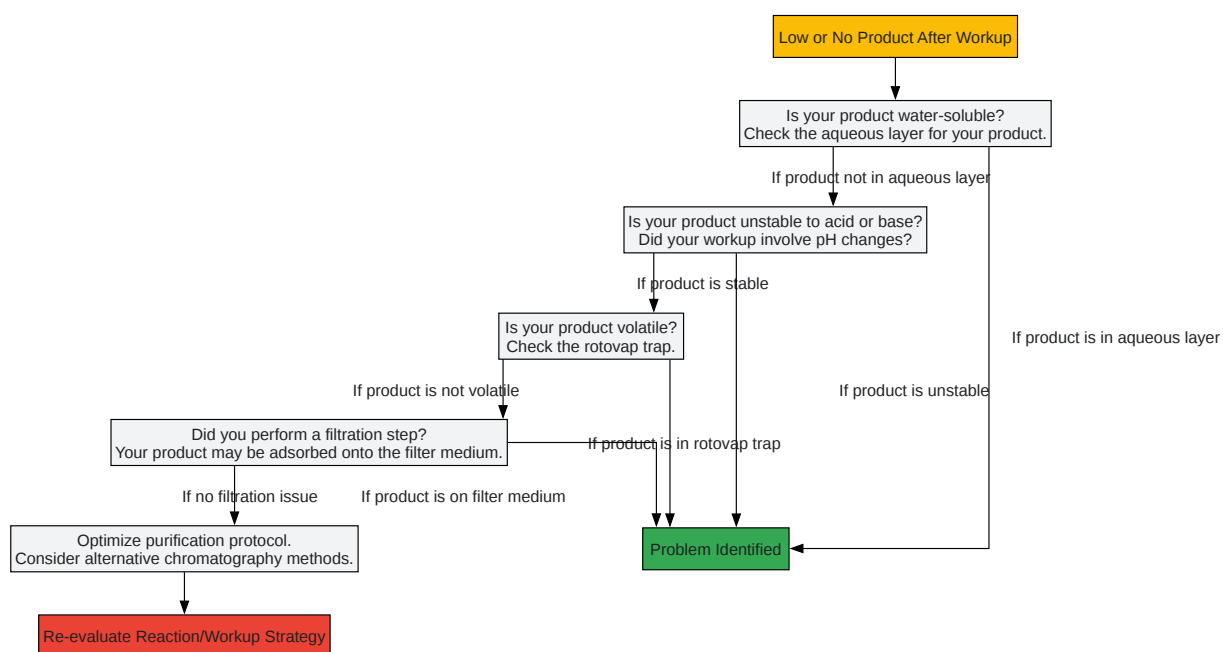 Low or No Product After Workup
Is your product water-soluble?
Check the aqueous layer for your product.
If product not in aqueous layer
Is your product unstable to acid or base?
Did your workup involve pH changes?
If product is stable
Is your product volatile?
Check the rotovap trap.
If product is in aqueous layer
If product is not volatile
If product is unstable
Did you perform a filtration step?
Your product may be adsorbed onto the filter medium.
If product is in rotovap trap
If no filtration issue
If product is on filter medium
Optimize purification protocol.
Consider alternative chromatography methods.
Problem Identified
Re-evaluate Reaction/Workup Strategy